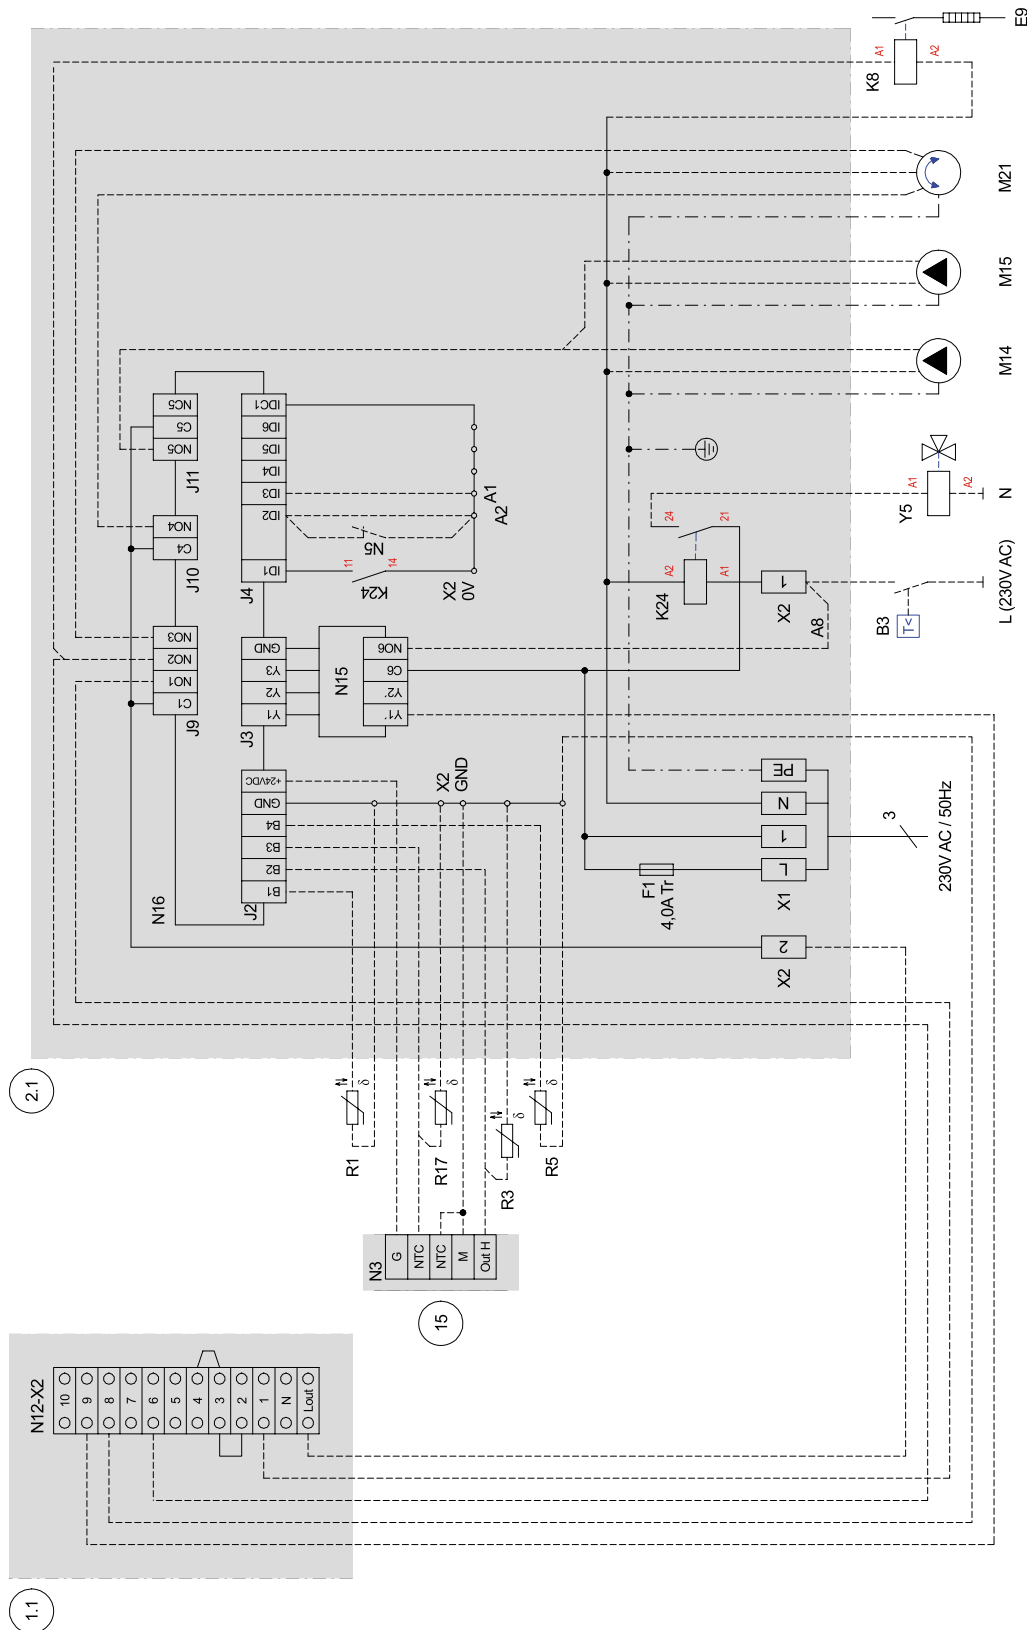 1.1
N12-X2
10
9
8
7
6
5
4
3
2
1
N
Lout
15
N3
G
NTC
NTC
M
Out H
2.1
R1
R17
R3
R5
δ
δ
δ
δ
N16
J2
B1
B2
B3
B4
GND
+24VDC
J3
Y1
Y2
Y3
GND
J4
ID1
ID2
ID3
ID4
ID5
ID6
IDC1
J9
C1
NO1
NO2
NO3
J10
C4
NO4
J11
NO5
C5
NC5
N15
Y1´
Y2´
C6
NO6
X2
GND
K24
11
14
N5
X2
0V
A2
A1
X2
2
F1
4,0A Tr
X1
L
1
N
PE
3
230V AC / 50Hz
K24
A2
A1
24
21
X2
1
A8
B3
T<
L (230V AC)
Y5
A1
A2
N
M14
M15
M21
K8
A1
A2
E9